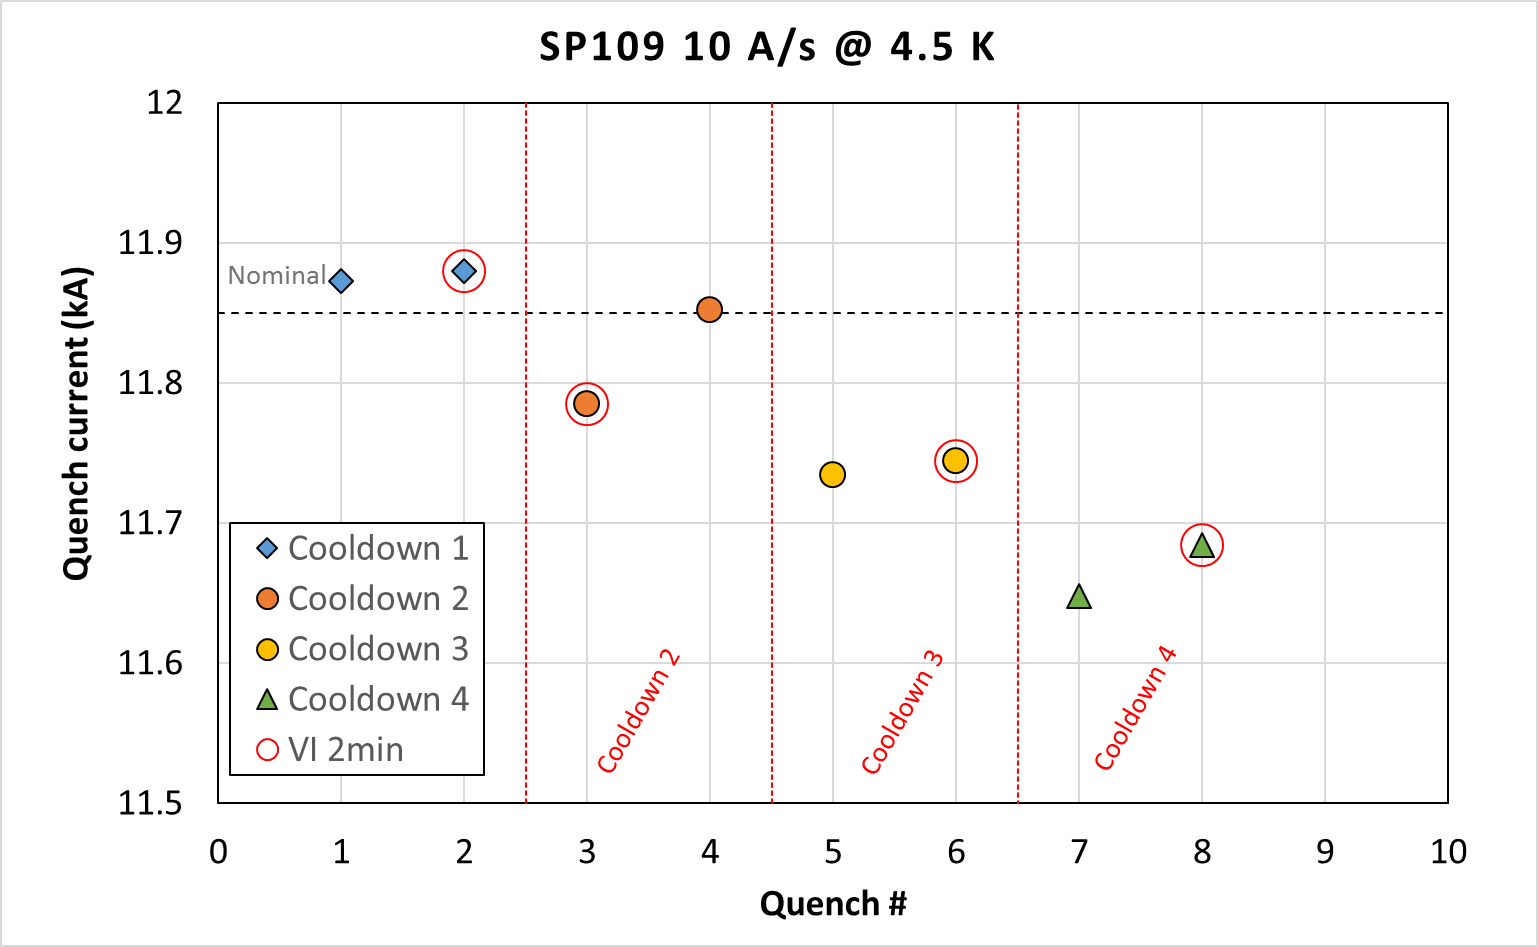 SP109 10 A/s @ 4.5 K
Quench current (kA)
12
11.9
11.8
11.7
11.6
11.5
Nominal
Cooldown 1
Cooldown 2
Cooldown 3
Cooldown 4
VI 2min
Cooldown 2
Cooldown 3
Cooldown 4
0 1 2 3 4 5 6 7 8 9 10
Quench #